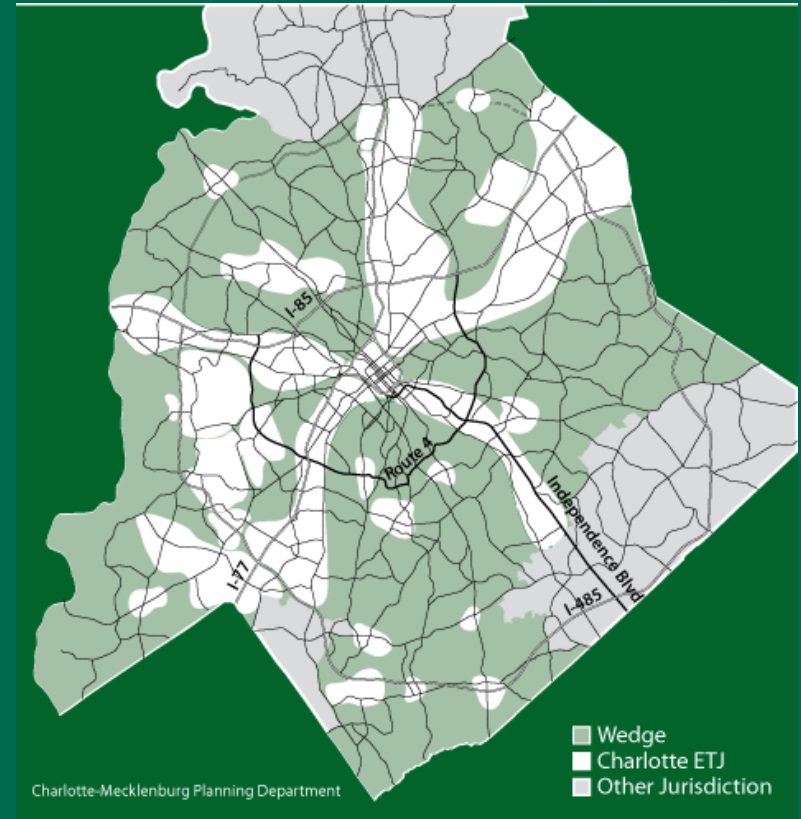 I-85
Route 4
Independence Blvd
I-77
I-485
Wedge
Charlotte ETJ
Other Jurisdiction
Charlotte-Mecklenburg Planning Department